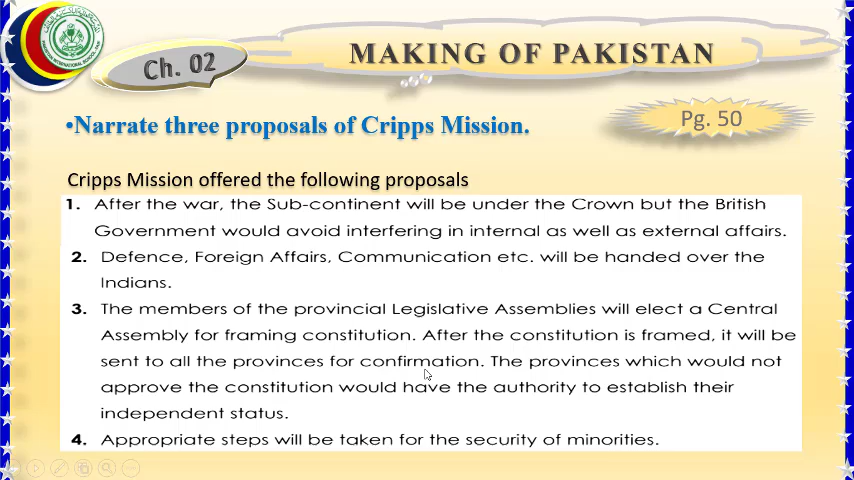 Ch. 02
MAKING OF PAKISTAN
•Narrate three proposals of Cripps Mission.
Pg. 50
Cripps Mission offered the following proposals
1. After the war, the Sub-continent will be under the Crown but the British
Government would avoid interfering in internal as well as external affairs.
2. Defence, Foreign Affairs, Communication etc. will be handed over the
Indians.
3. The members of the provincial Legislative Assemblies will elect a Central
Assembly for framing constitution. After the constitution is framed, it will be
sent to all the provinces for confirmation. The provinces which would not
approve the constitution would have the authority to establish their
independent status.
4. Appropriate steps will be taken for the security of minorities.